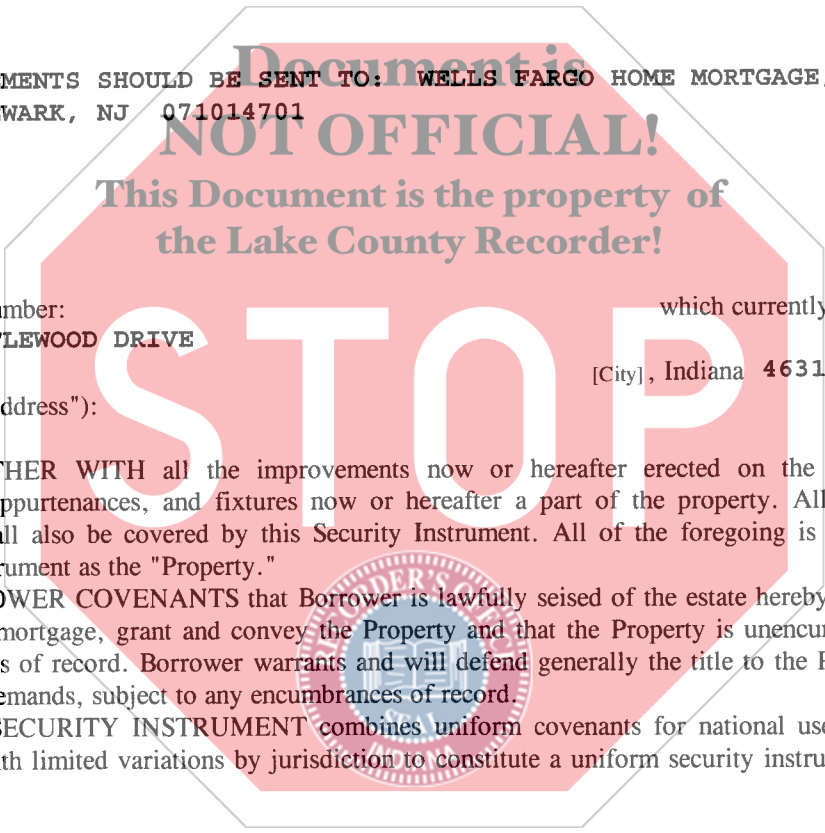 Document is
MENTS SHOULD BE SENT TO: WELLS FARGO HOME MORTGAGE,
WARK, NJ 071014701
NOT OFFICIAL!
This Document is the property of
the Lake County Recorder!
umber: which currently
LEWOOD DRIVE
[City], Indiana 4631
ddress"):
STOP
THER WITH all the improvements now or hereafter erected on the
ppurtenances, and fixtures now or hereafter a part of the property. All
all also be covered by this Security Instrument. All of the foregoing is
rument as the "Property."
OWER COVENANTS that Borrower is lawfully seised of the estate hereby
mortgage, grant and convey the Property and that the Property is unencu
s of record. Borrower warrants and will defend generally the title to the P
emands, subject to any encumbrances of record.
SECURITY INSTRUMENT combines uniform covenants for national use
th limited variations by jurisdiction to constitute a uniform security instru
RECORDER'S OFFICE
SEAL
INDIANA